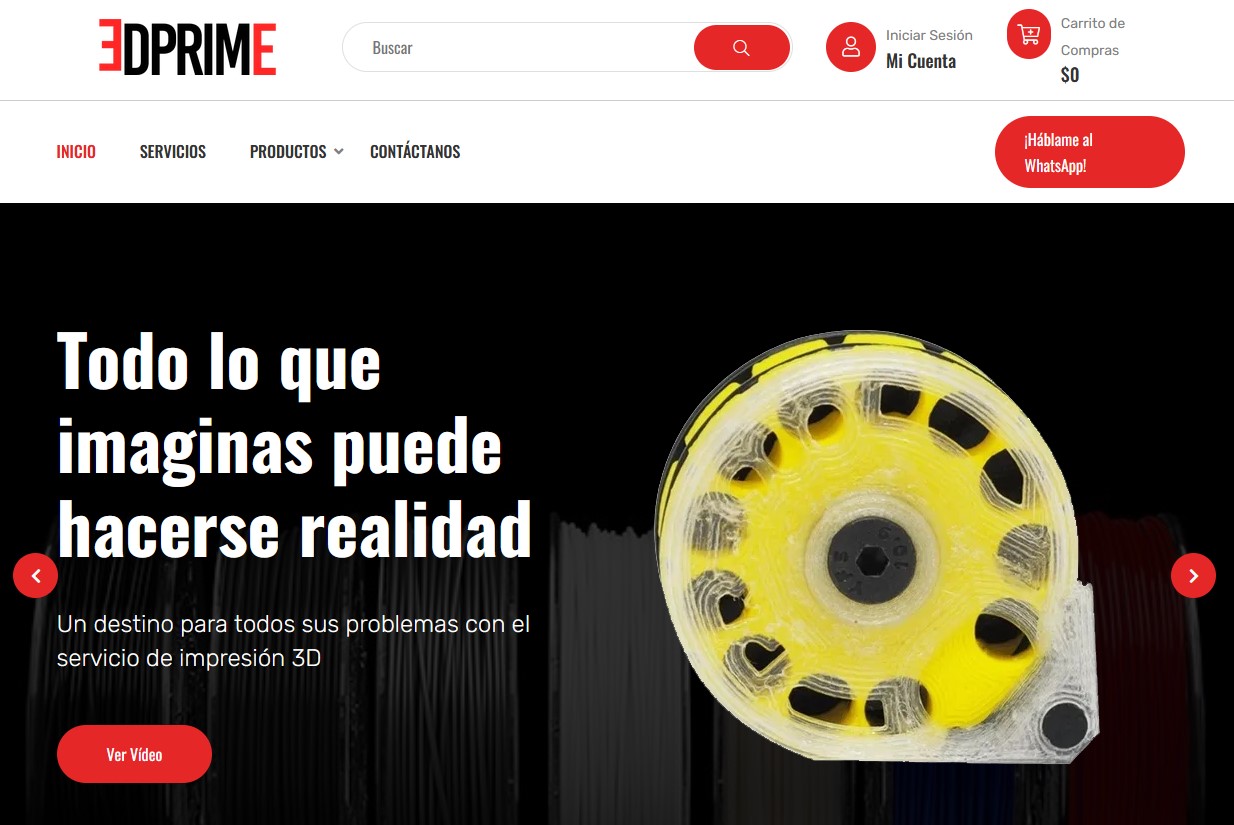 3DPRIME
Buscar
Iniciar Sesión
Mi Cuenta
Carrito de
Compras
$0
INICIO
SERVICIOS
PRODUCTOS
CONTÁCTANOS
¡Háblame al
WhatsApp!
Todo lo que
imaginas puede
hacerse realidad
Un destino para todos sus problemas con el
servicio de impresión 3D
Ver Vídeo